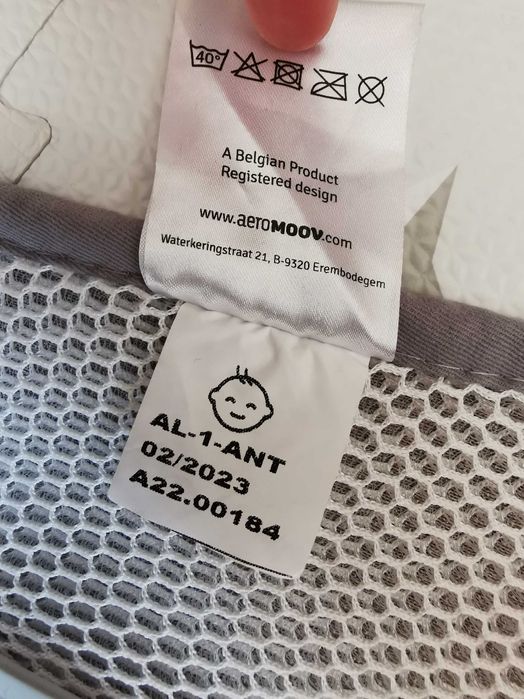 40°
A Belgian Product
Registered design
www.aeroMOOV.com
Waterkeringstraat 21, B-9320 Erembodegem
AL-1-ANT
02/2023
A22.00184